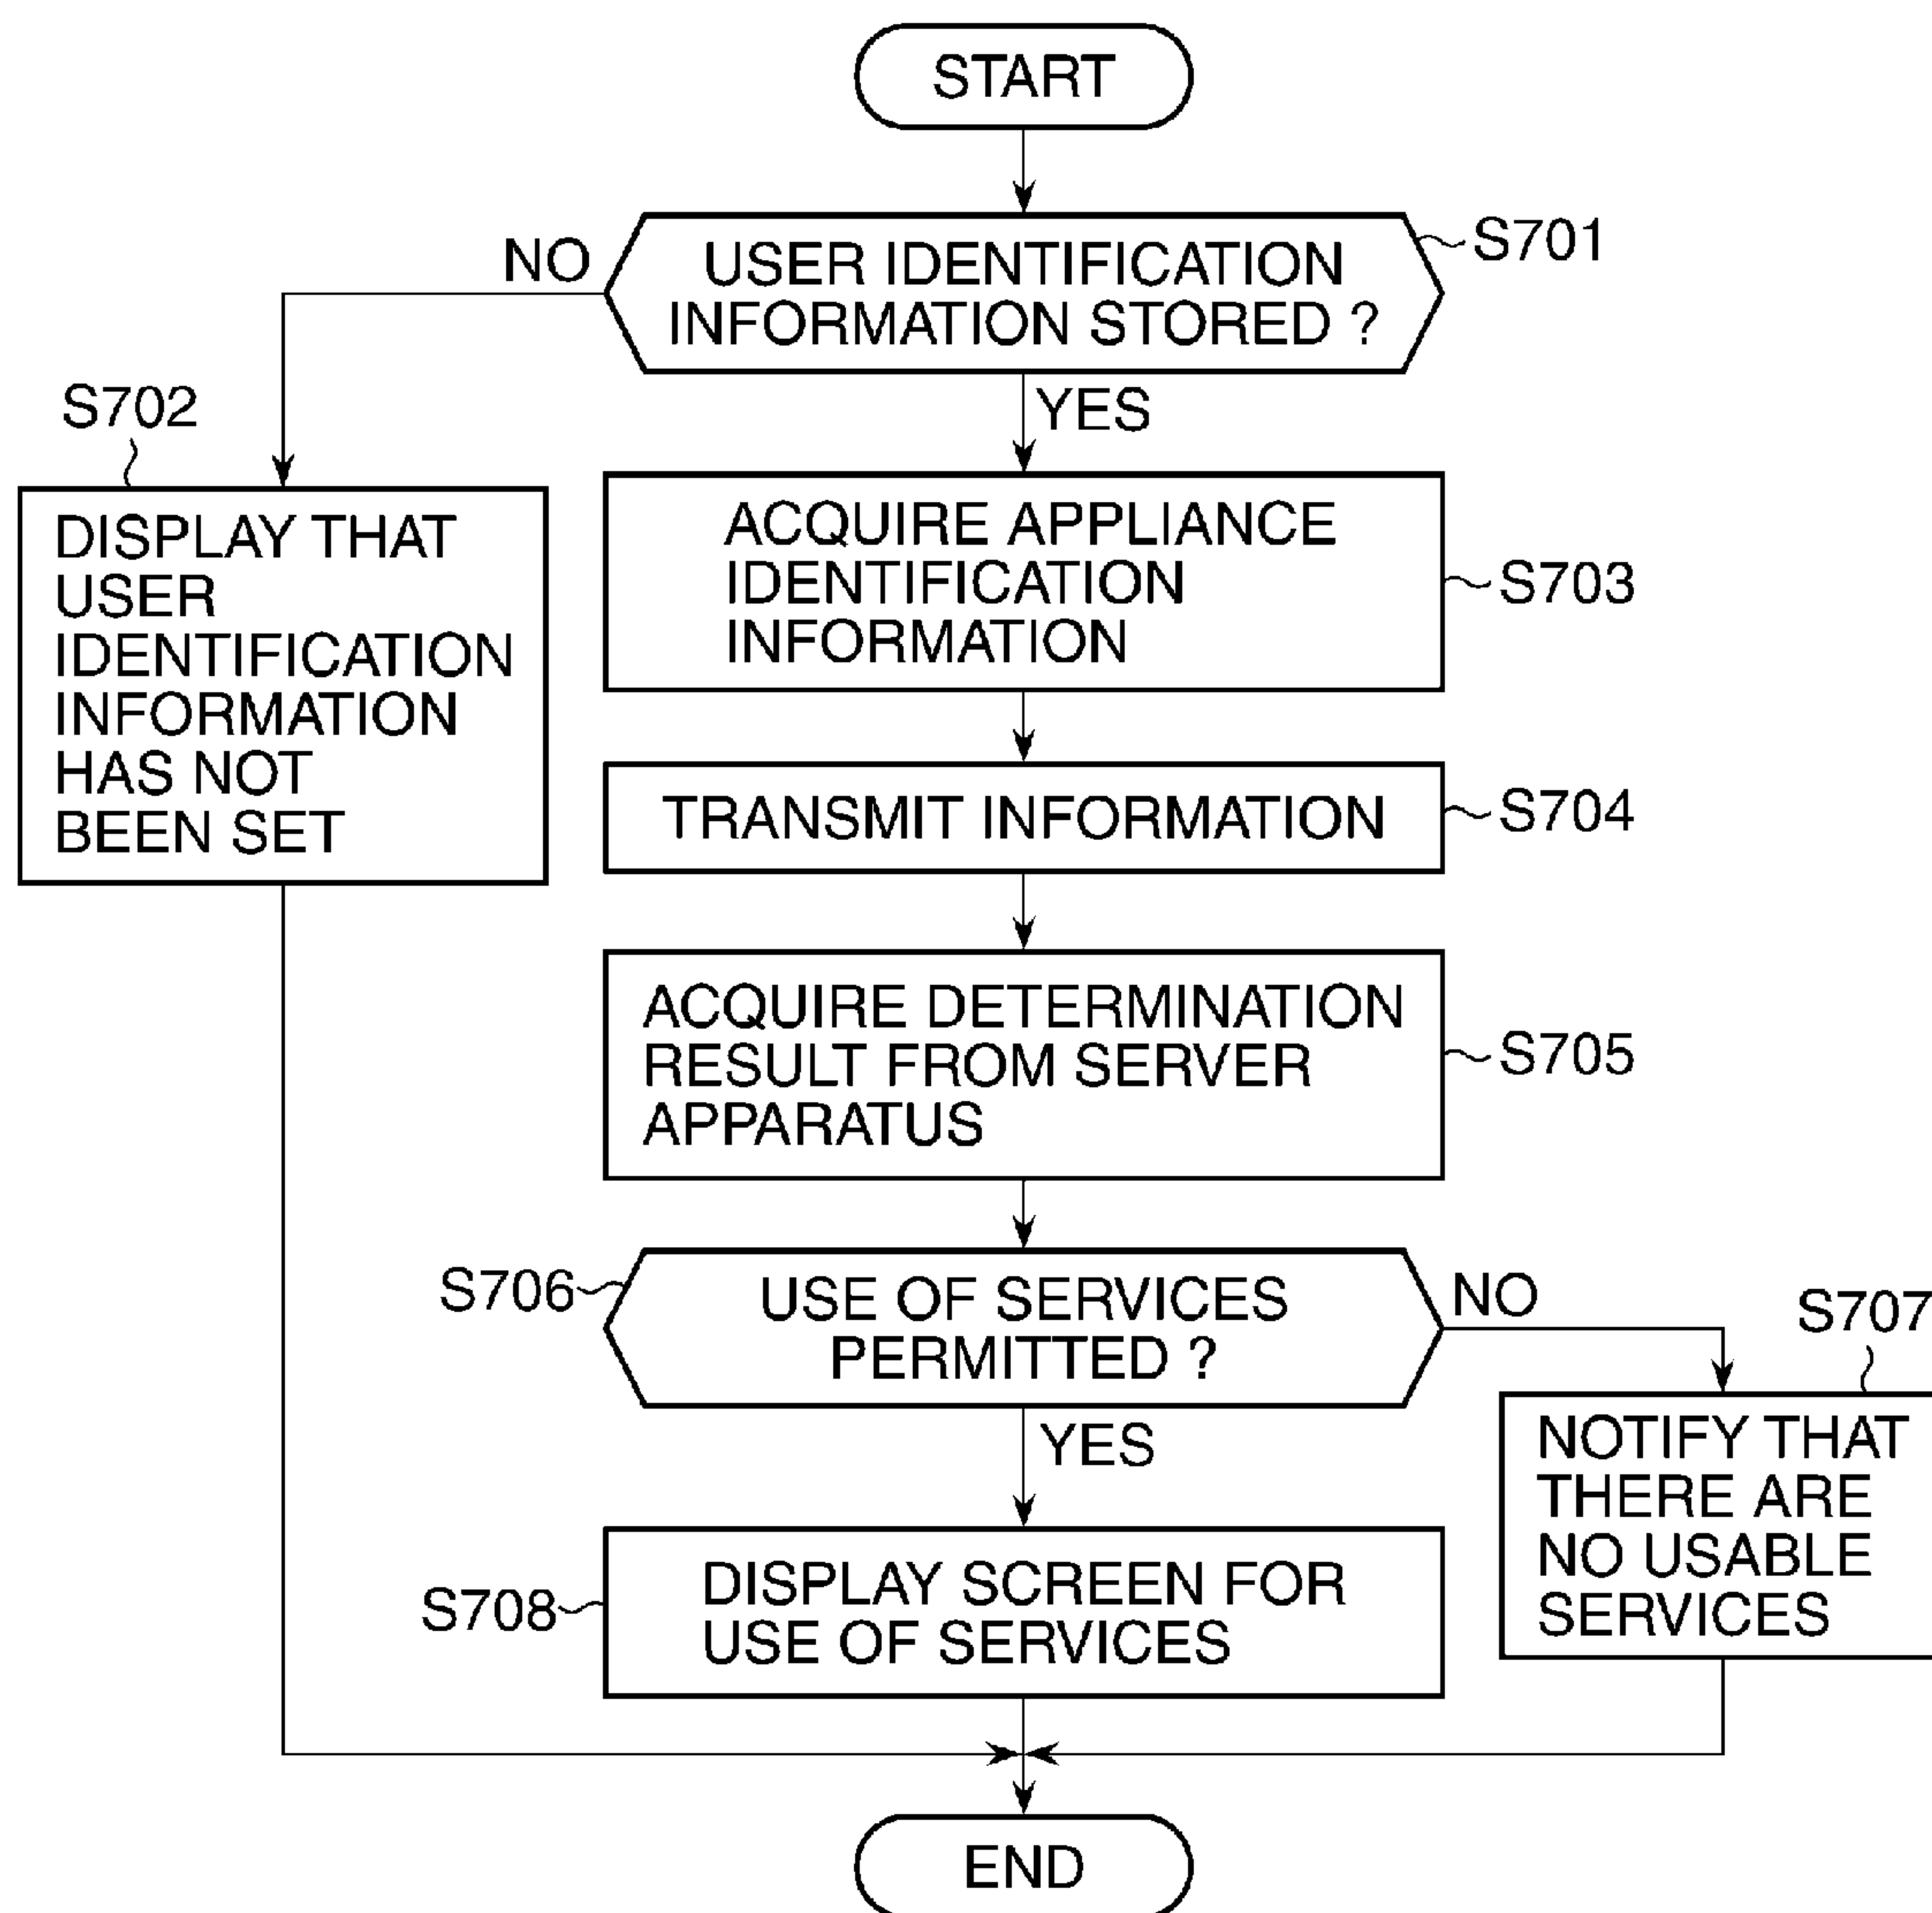 START
NO
USER IDENTIFICATION
INFORMATION STORED ?
S701
YES
S702
DISPLAY THAT
USER
IDENTIFICATION
INFORMATION
HAS NOT
BEEN SET
ACQUIRE APPLIANCE
IDENTIFICATION
INFORMATION
S703
TRANSMIT INFORMATION
S704
ACQUIRE DETERMINATION
RESULT FROM SERVER
APPARATUS
S705
S706
USE OF SERVICES
PERMITTED ?
NO
S707
YES
NOTIFY THAT
THERE ARE
NO USABLE
SERVICES
S708
DISPLAY SCREEN FOR
USE OF SERVICES
END